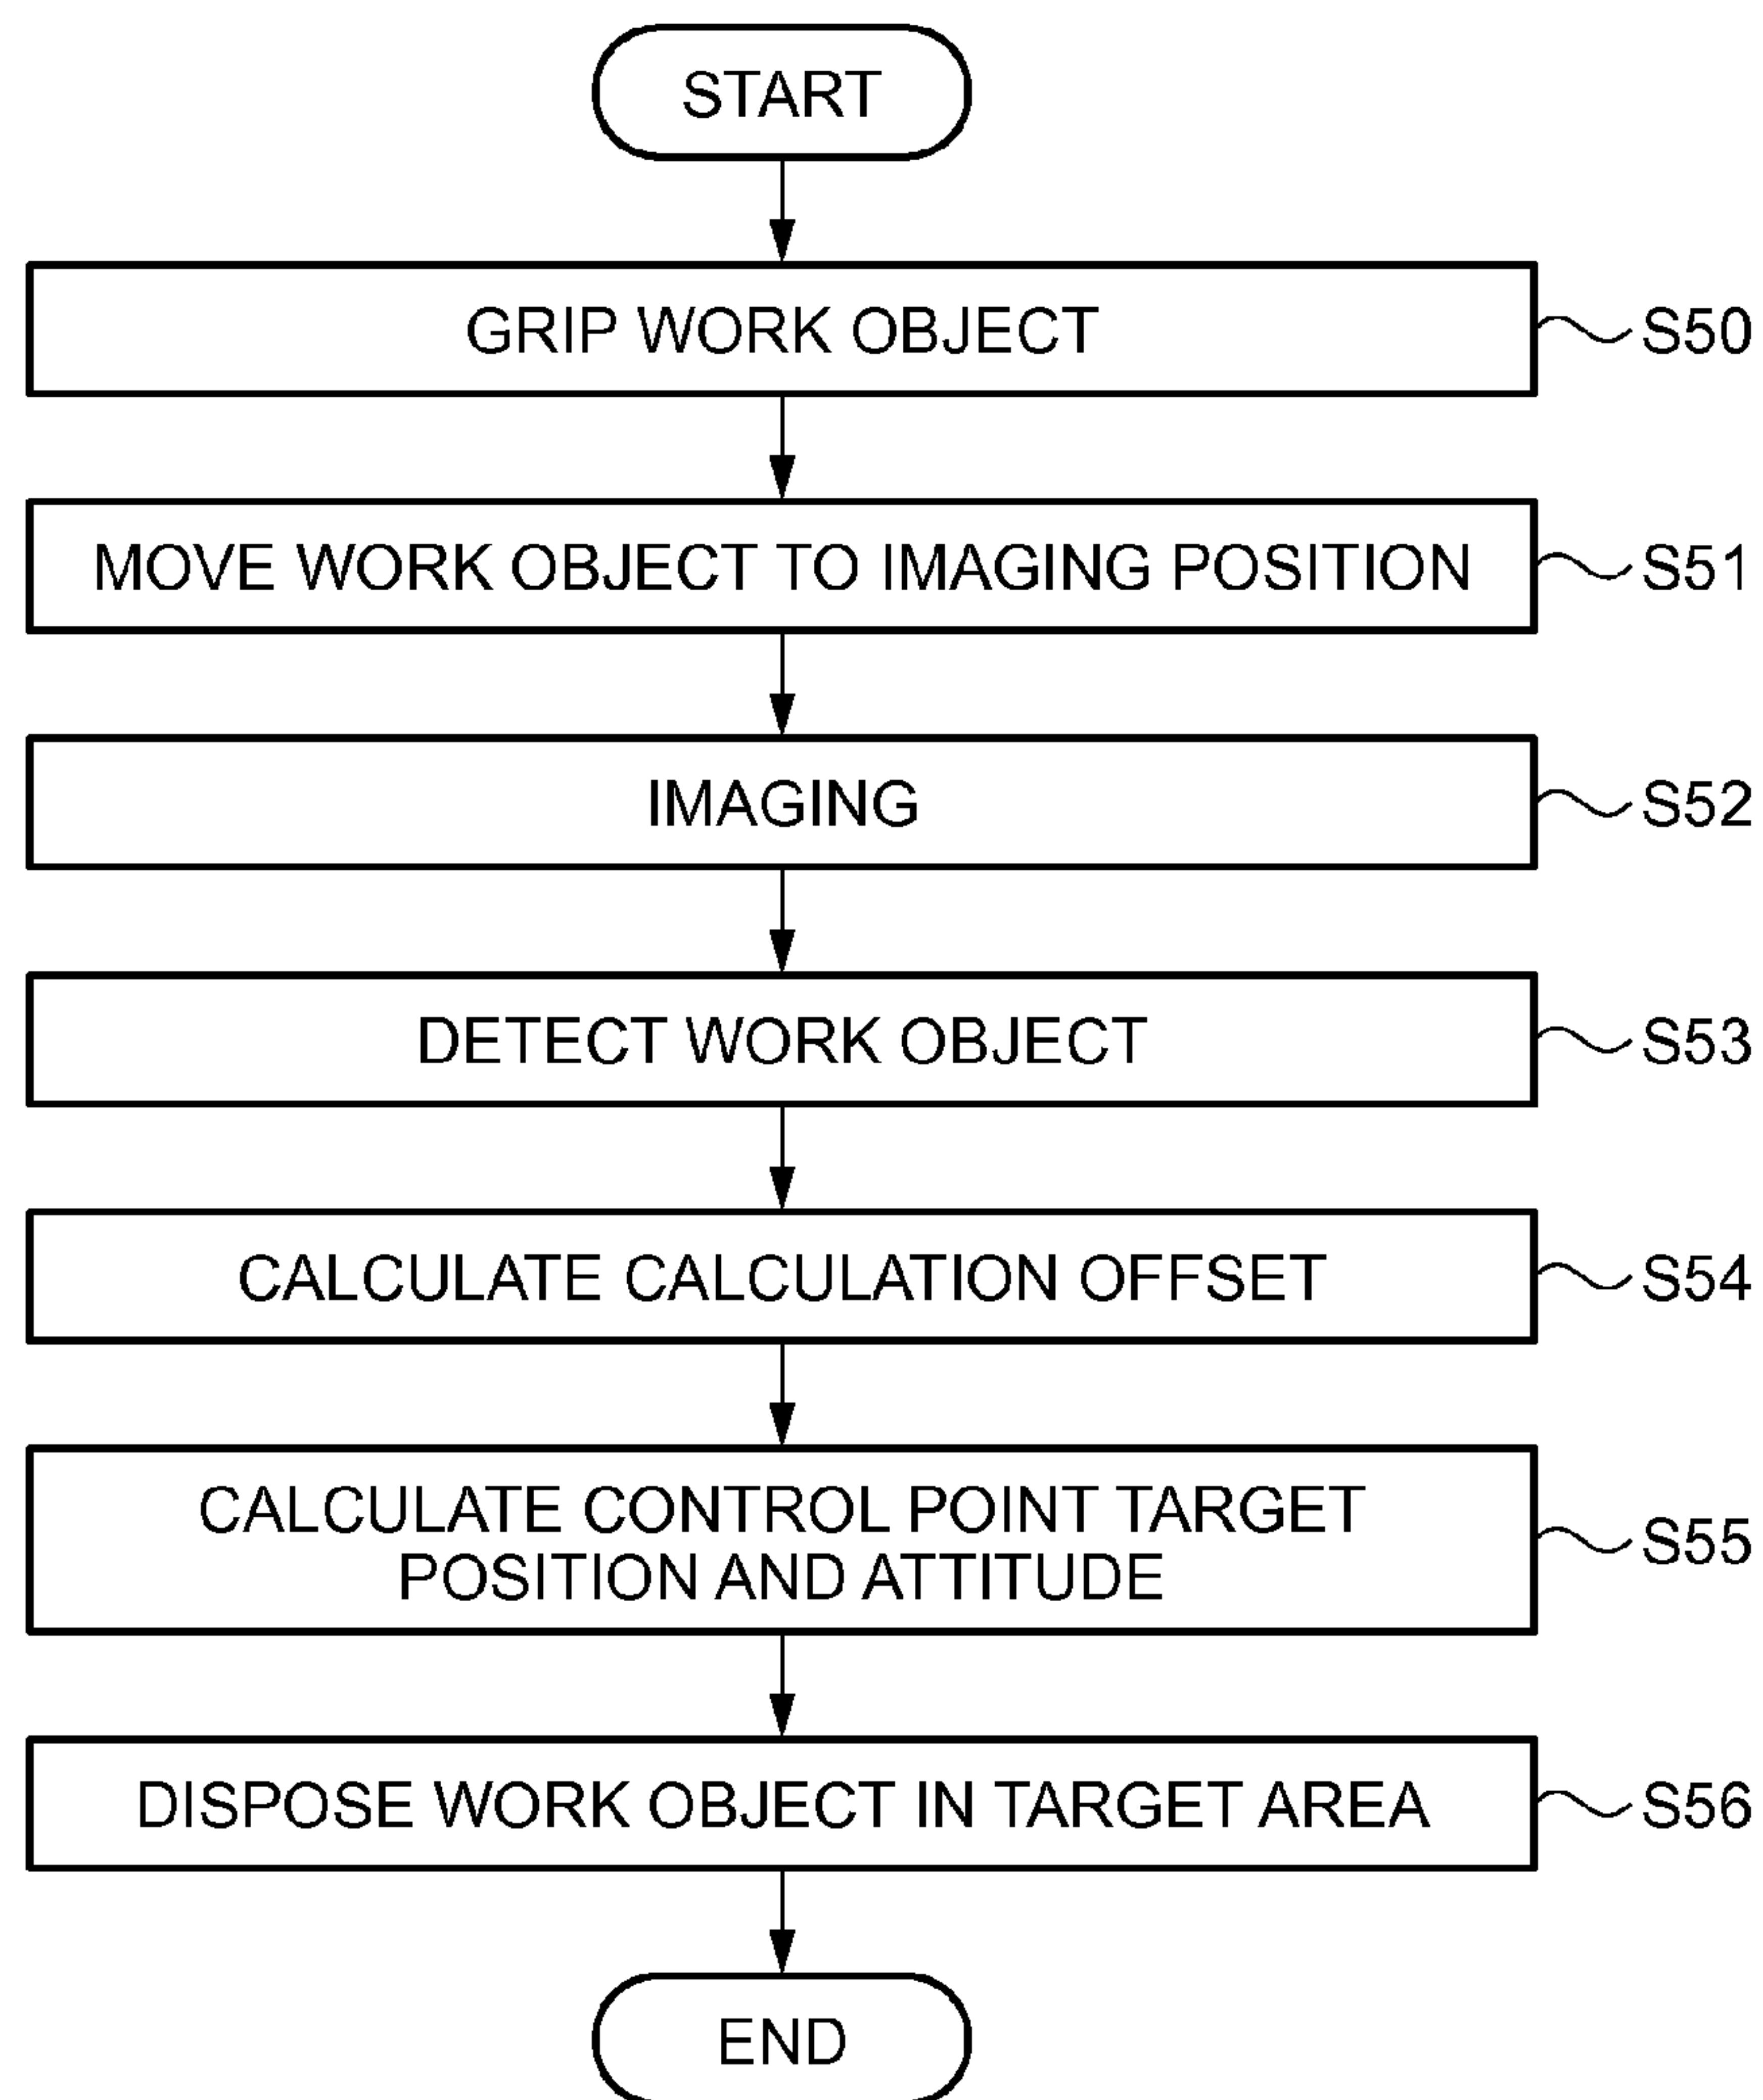 START
GRIP WORK OBJECT
S50
MOVE WORK OBJECT TO IMAGING POSITION
S51
IMAGING
S52
DETECT WORK OBJECT
S53
CALCULATE CALCULATION OFFSET
S54
CALCULATE CONTROL POINT TARGET
POSITION AND ATTITUDE
S55
DISPOSE WORK OBJECT IN TARGET AREA
S56
END